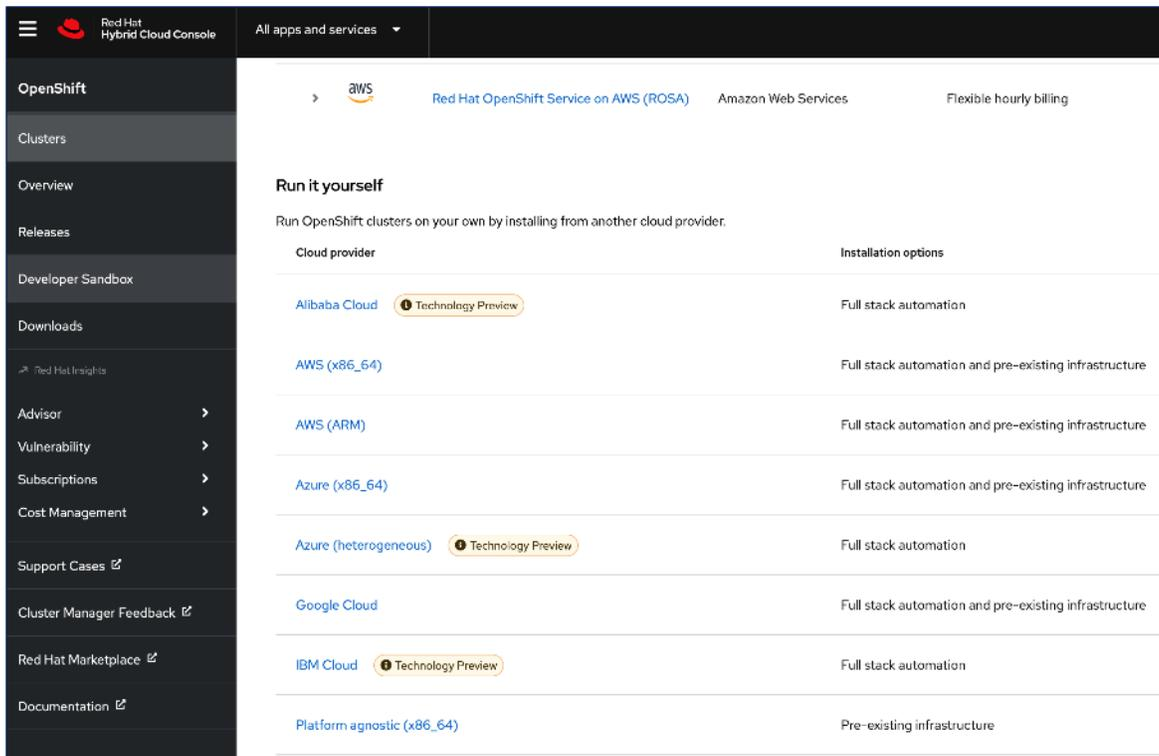 Red Hat
Hybrid Cloud Console
All apps and services
OpenShift
Clusters
Overview
Releases
Developer Sandbox
Downloads
Red Hat Insights
Advisor
Vulnerability
Subscriptions
Cost Management
Support Cases
Cluster Manager Feedback
Red Hat Marketplace
Documentation
aws Red Hat OpenShift Service on AWS (ROSA) Amazon Web Services Flexible hourly billing
Run it yourself
Run OpenShift clusters on your own by installing from another cloud provider.
Cloud provider Installation options
Alibaba Cloud Technology Preview Full stack automation
AWS (x86_64) Full stack automation and pre-existing infrastructure
AWS (ARM) Full stack automation and pre-existing infrastructure
Azure (x86_64) Full stack automation and pre-existing infrastructure
Azure (heterogeneous) Technology Preview Full stack automation
Google Cloud Full stack automation and pre-existing infrastructure
IBM Cloud Technology Preview Full stack automation
Platform agnostic (x86_64) Pre-existing infrastructure